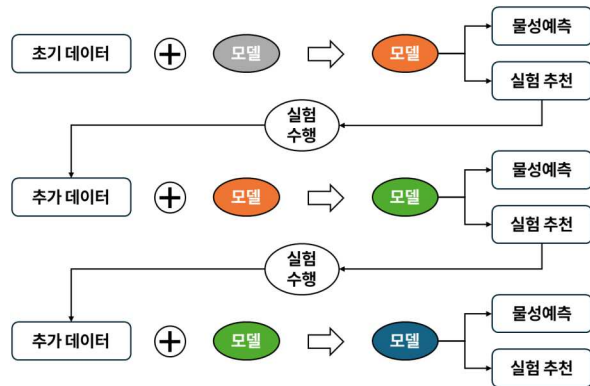 초기 데이터
모델
모델
물성예측
실험 추천
실험
수행
추가 데이터
모델
모델
물성예측
실험 추천
실험
수행
추가 데이터
모델
모델
물성예측
실험 추천